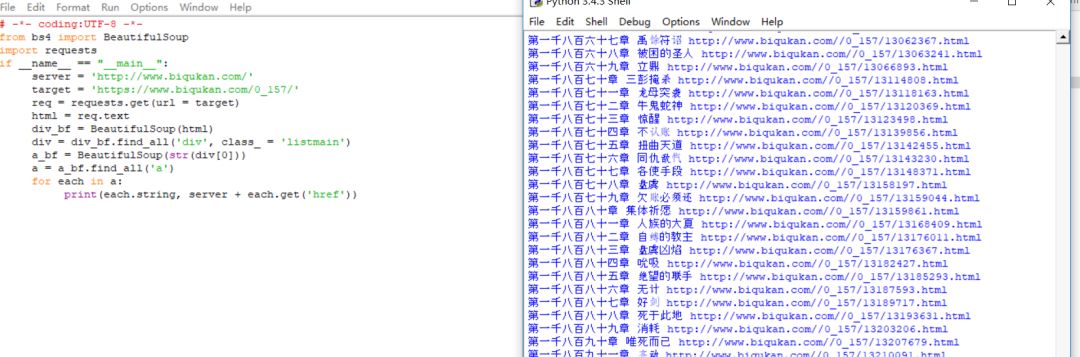 File Edit Format Run Options Window Help
# -*- coding:UTF-8 -*-
from bs4 import BeautifulSoup
import requests
if __name__ == "__main__":
server = 'http://www.biqukan.com/'
target = 'https://www.biqukan.com/0_157/'
req = requests.get(url = target)
html = req.text
div_bf = BeautifulSoup(html)
div = div_bf.find_all('div', class_ = 'listmain')
a_bf = BeautifulSoup(str(div[0]))
a = a_bf.find_all('a')
for each in a:
print(each.string, server + each.get('href'))
Python 3.4.3 Shell
File Edit Shell Debug Options Window Help
第一千八百六十七章 禹馀符诏 http://www.biqukan.com//0_157/13062367.html
第一千八百六十八章 被困的圣人 http://www.biqukan.com//0_157/13063241.html
第一千八百六十九章 立鼎 http://www.biqukan.com//0_157/13066893.html
第一千八百七十章 三彭掩杀 http://www.biqukan.com//0_157/13114808.html
第一千八百七十一章 龙母突袭 http://www.biqukan.com//0_157/13118163.html
第一千八百七十二章 牛鬼蛇神 http://www.biqukan.com//0_157/13120369.html
第一千八百七十三章 惊醒 http://www.biqukan.com//0_157/13123498.html
第一千八百七十四章 不认账 http://www.biqukan.com//0_157/13139856.html
第一千八百七十五章 扭曲天道 http://www.biqukan.com//0_157/13142455.html
第一千八百七十六章 同仇敌忾 http://www.biqukan.com//0_157/13143230.html
第一千八百七十七章 各使手段 http://www.biqukan.com//0_157/13148371.html
第一千八百七十八章 盘虞 http://www.biqukan.com//0_157/13158197.html
第一千八百七十九章 欠账必须还 http://www.biqukan.com//0_157/13159044.html
第一千八百八十章 集体祈愿 http://www.biqukan.com//0_157/13159861.html
第一千八百八十一章 人族的大夏 http://www.biqukan.com//0_157/13168409.html
第一千八百八十二章 自缚的教主 http://www.biqukan.com//0_157/13176011.html
第一千八百八十三章 盘虞凶焰 http://www.biqukan.com//0_157/13176367.html
第一千八百八十四章 吮吸 http://www.biqukan.com//0_157/13182427.html
第一千八百八十五章 绝望的联手 http://www.biqukan.com//0_157/13185293.html
第一千八百八十六章 无计 http://www.biqukan.com//0_157/13187593.html
第一千八百八十七章 好剑 http://www.biqukan.com//0_157/13189717.html
第一千八百八十八章 死于此地 http://www.biqukan.com//0_157/13193631.html
第一千八百八十九章 消耗 http://www.biqukan.com//0_157/13203206.html
第一千八百九十章 唯死而已 http://www.biqukan.com//0_157/13207679.html
第一千八百九十一章 http://www.biqukan.com//0_157/13210091.html